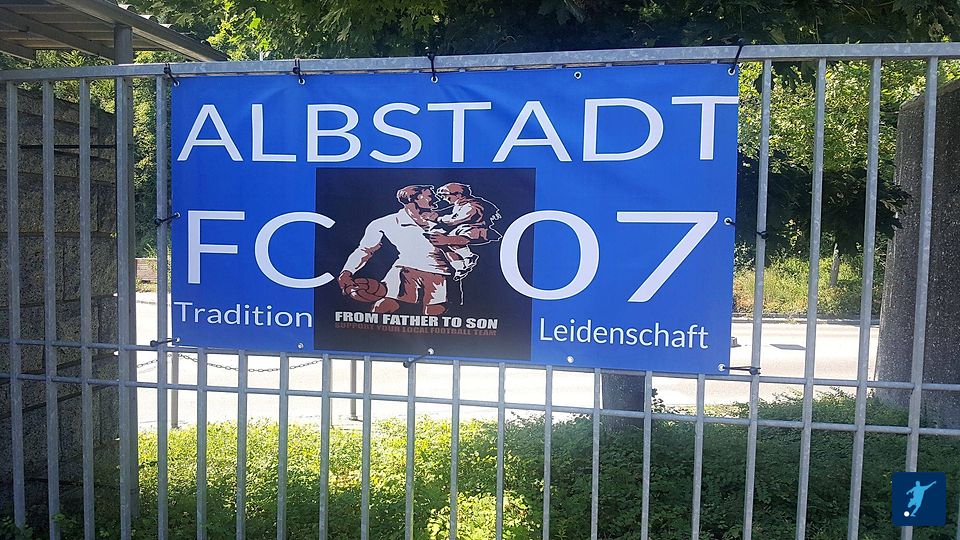 ALBSTADT
FC 07
FROM FATHER TO SON
SUPPORT YOUR LOCAL FOOTBALL TEAM
Tradition Leidenschaft